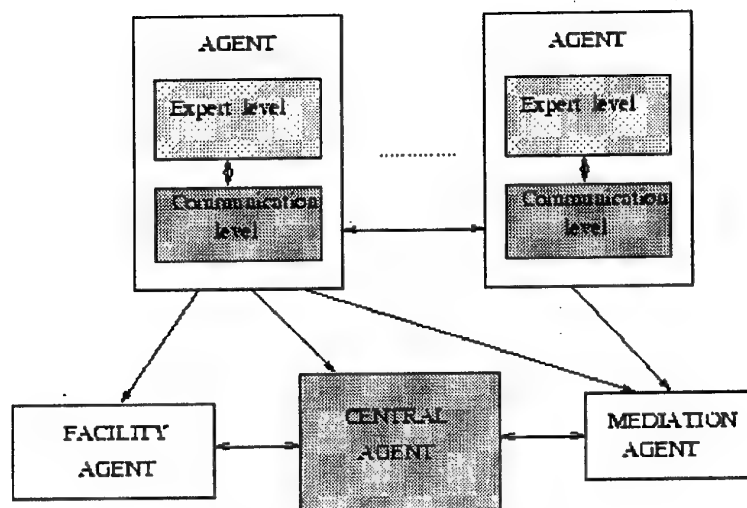 AGENT
Expert level
Communication
level
AGENT
Expert level
Communication
level
FACILITY
AGENT
CENTRAL
AGENT
MEDIATION
AGENT